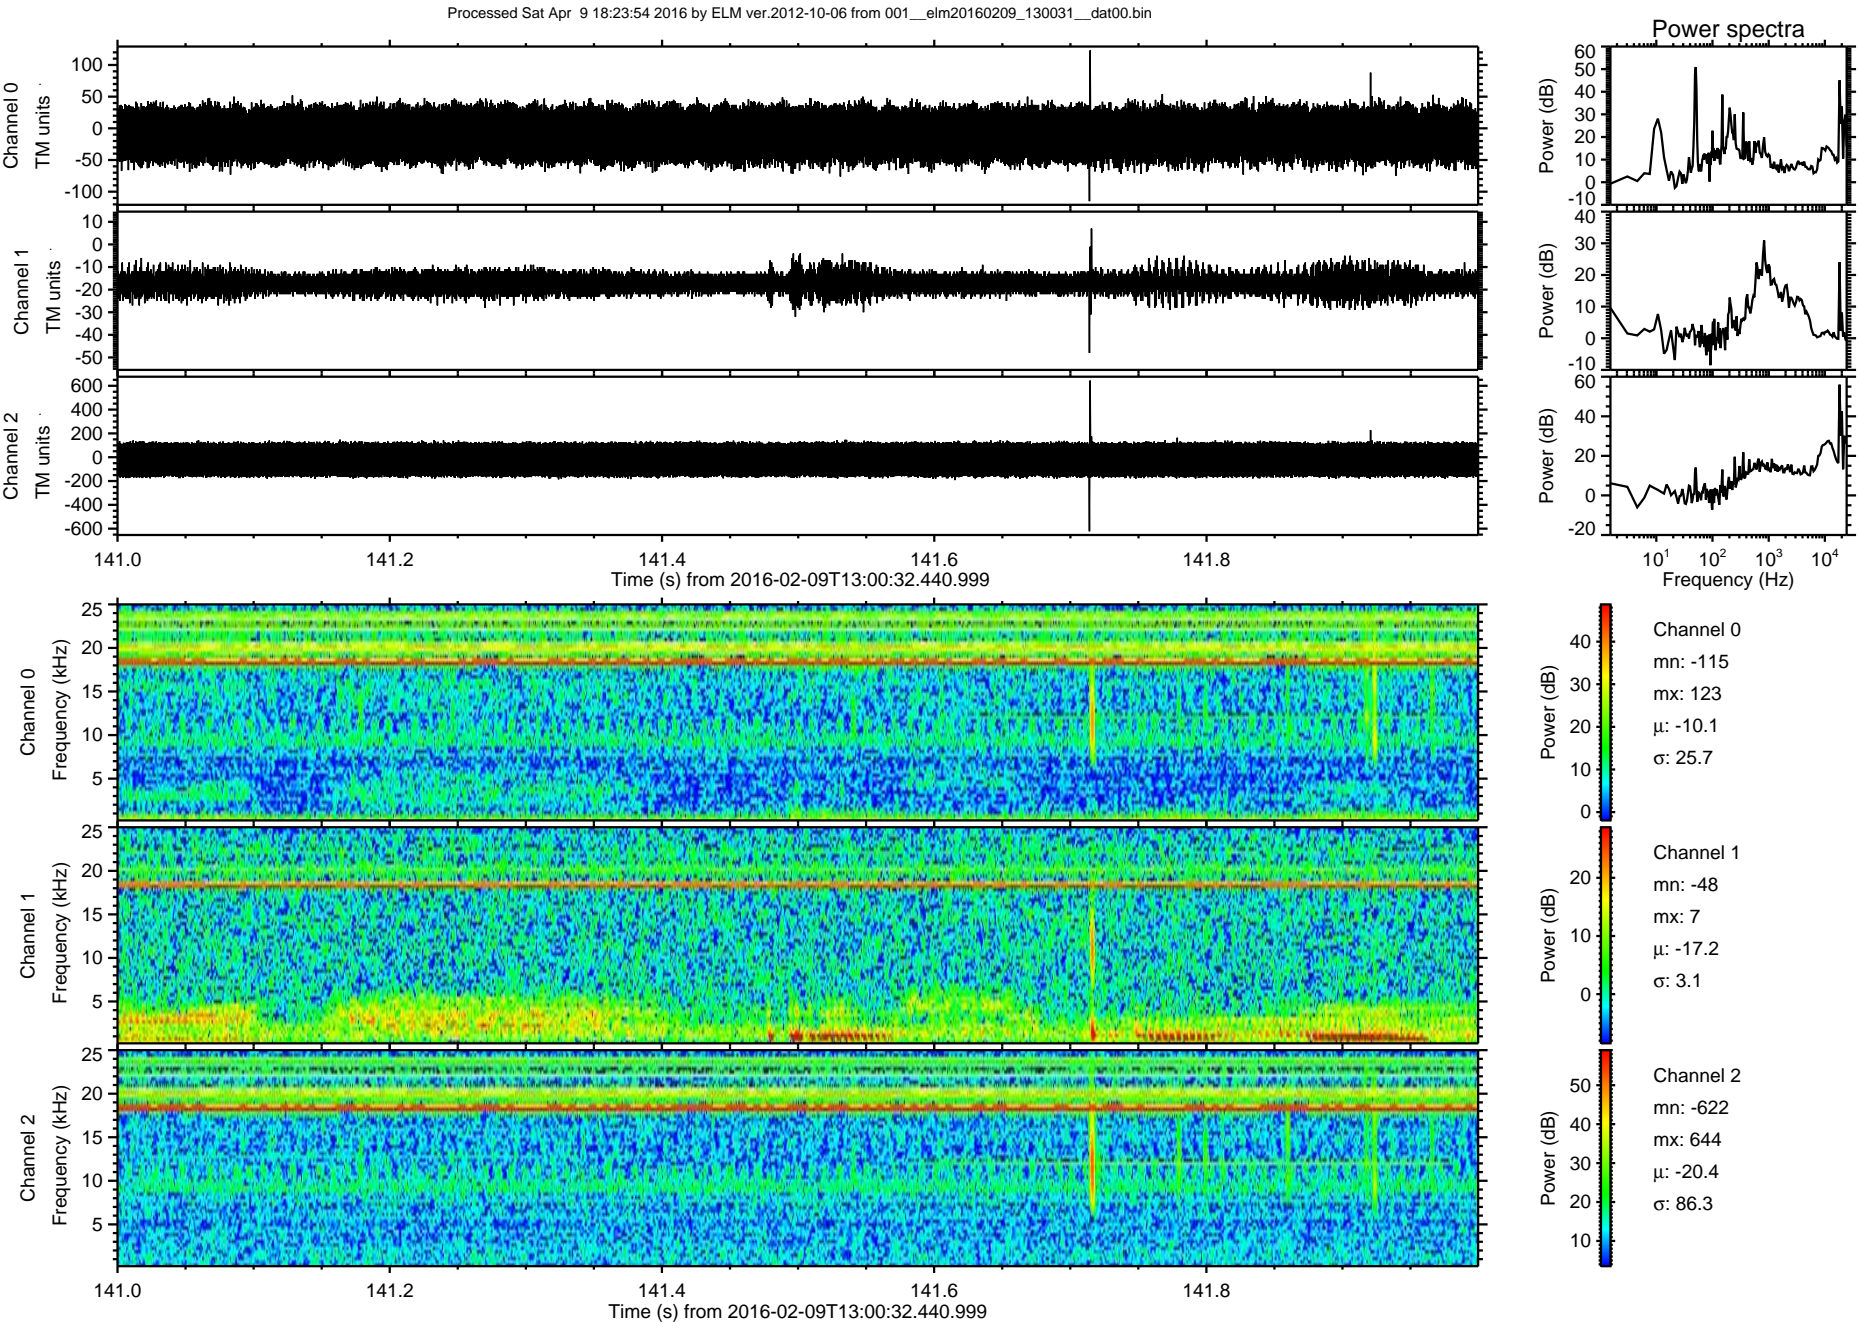 Processed Sat Apr 9 18:23:54 2016 by ELM ver.2012-10-06 from 001__elm20160209_130031__dat00.bin
Power spectra
Channel 0
TM units
100
50
0
-50
-100
Power (dB)
60
50
40
30
20
10
0
-10
Channel 1
TM units
10
0
-10
-20
-30
-40
-50
Power (dB)
40
30
20
10
0
-10
Channel 2
TM units
600
400
200
0
-200
-400
-600
Power (dB)
60
40
20
0
-20
141.0 141.2 141.4 141.6 141.8
Time (s) from 2016-02-09T13:00:32.440.999
10^1 10^2 10^3 10^4
Frequency (Hz)
Channel 0
Frequency (kHz)
25
20
15
10
5
Power (dB)
40
30
20
10
0
Channel 0
mn: -115
mx: 123
μ: -10.1
σ: 25.7
Channel 1
Frequency (kHz)
25
20
15
10
5
Power (dB)
20
10
0
Channel 1
mn: -48
mx: 7
μ: -17.2
σ: 3.1
Channel 2
Frequency (kHz)
25
20
15
10
5
Power (dB)
50
40
30
20
10
Channel 2
mn: -622
mx: 644
μ: -20.4
σ: 86.3
141.0 141.2 141.4 141.6 141.8
Time (s) from 2016-02-09T13:00:32.440.999